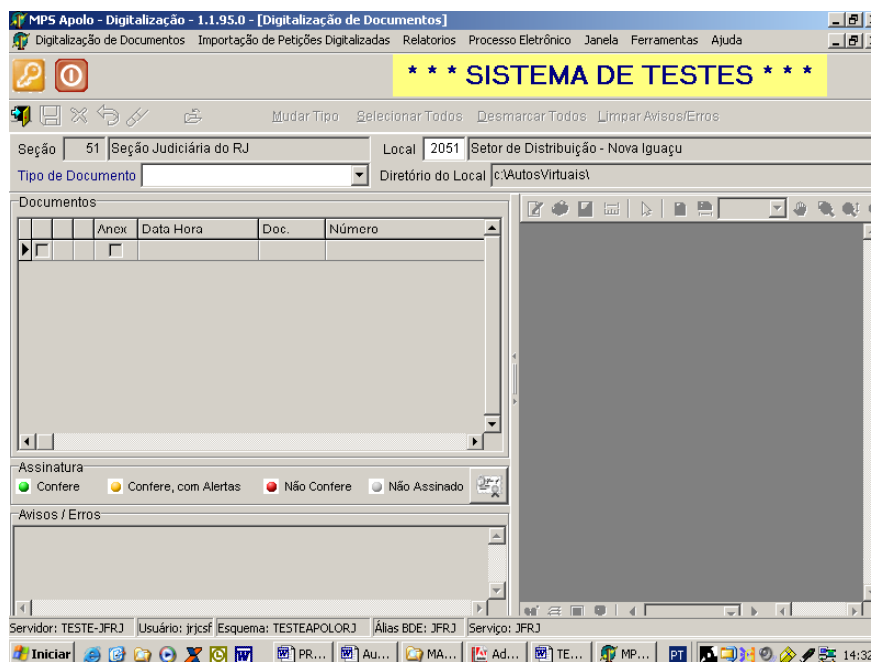 MPS Apolo - Digitalização - 1.1.95.0 - [Digitalização de Documentos]
Digitalização de Documentos Importação de Petições Digitalizadas Relatorios Processo Eletrônico Janela Ferramentas Ajuda
* * * SISTEMA DE TESTES * * *
Mudar Tipo Selecionar Todos Desmarcar Todos Limpar Avisos/Erros
Seção 51 Seção Judiciária do RJ Local 2051 Setor de Distribuição - Nova Iguaçu
Tipo de Documento Diretório do Local c:\AutosVirtuais\
Documentos
Anex Data Hora Doc. Número
Assinatura
Confere Confere, com Alertas Não Confere Não Assinado
Avisos / Erros
Servidor: TESTE-JFRJ Usuário: jrjcsf Esquema: TESTEAPOLORJ Álias BDE: JFRJ Serviço: JFRJ
Iniciar PR... Au... MA... Ad... TE... MP... PT 14:32